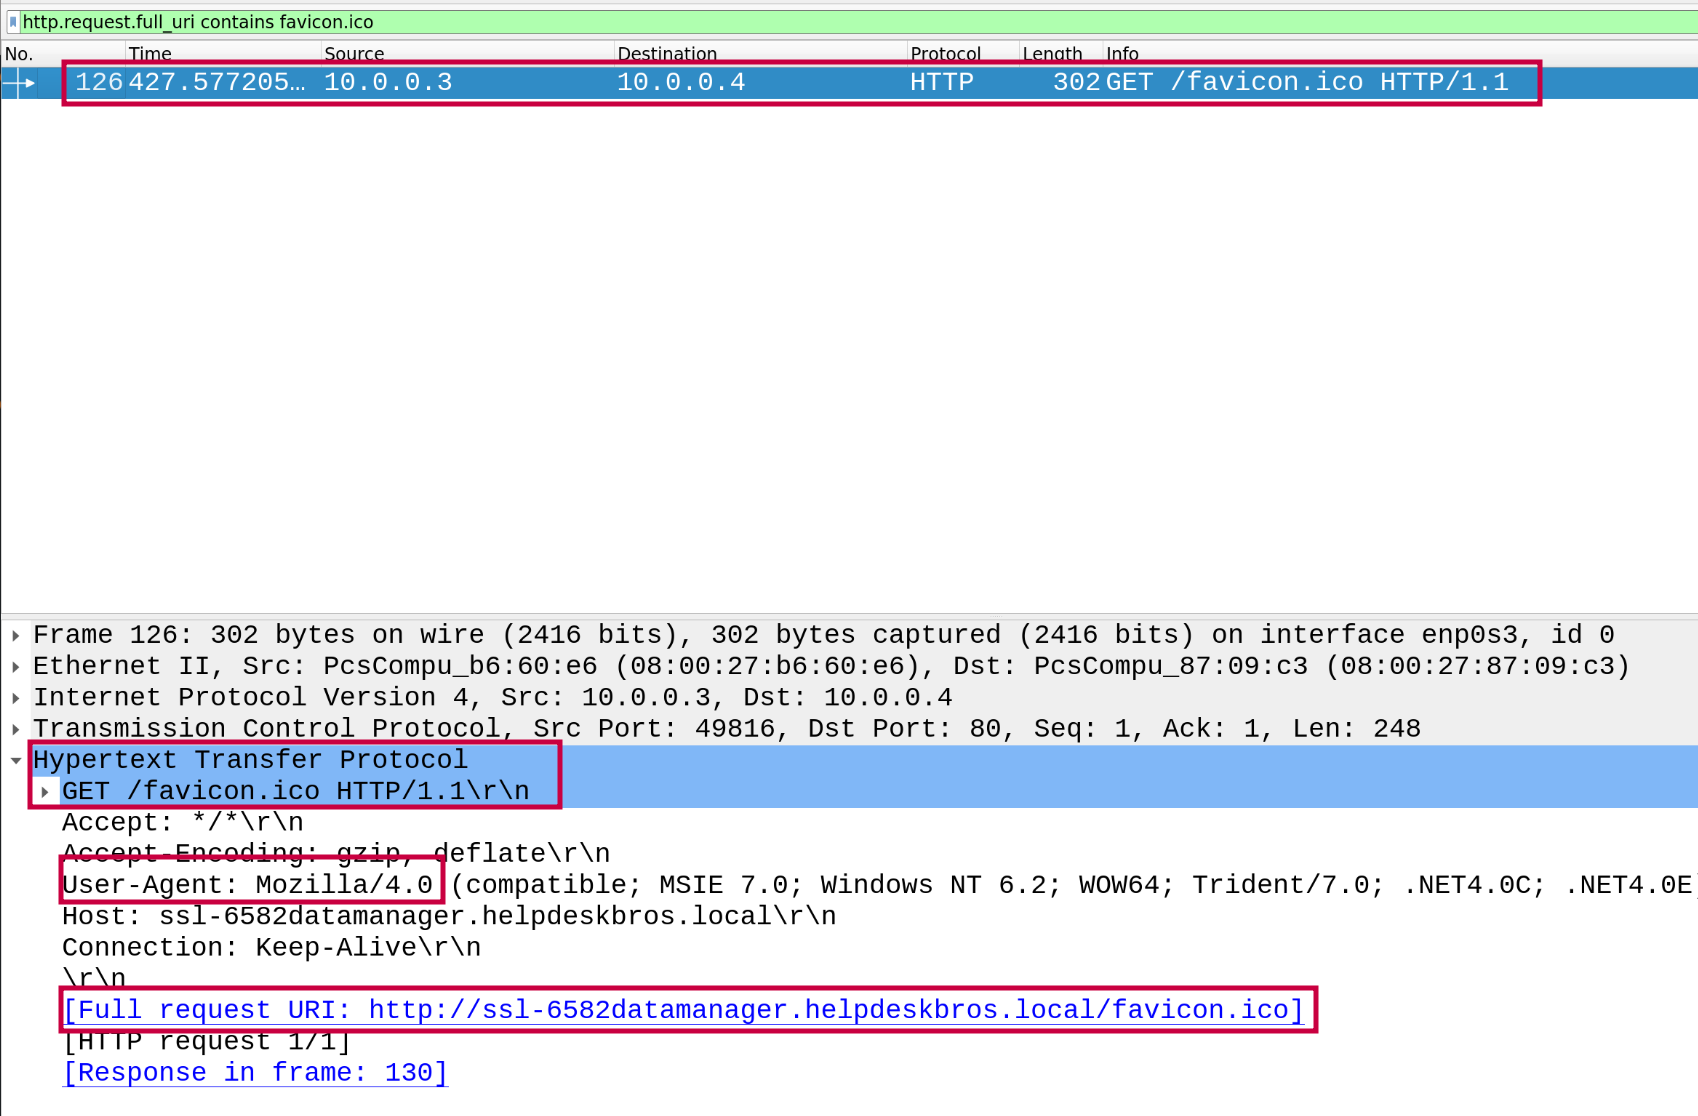 http.request.full_uri contains favicon.ico
No. Time Source Destination Protocol Length Info
126 427.577205… 10.0.0.3 10.0.0.4 HTTP 302 GET /favicon.ico HTTP/1.1
Frame 126: 302 bytes on wire (2416 bits), 302 bytes captured (2416 bits) on interface enp0s3, id 0
Ethernet II, Src: PcsCompu_b6:60:e6 (08:00:27:b6:60:e6), Dst: PcsCompu_87:09:c3 (08:00:27:87:09:c3)
Internet Protocol Version 4, Src: 10.0.0.3, Dst: 10.0.0.4
Transmission Control Protocol, Src Port: 49816, Dst Port: 80, Seq: 1, Ack: 1, Len: 248
Hypertext Transfer Protocol
GET /favicon.ico HTTP/1.1\r\n
Accept: */*\r\n
Accept-Encoding: gzip, deflate\r\n
User-Agent: Mozilla/4.0 (compatible; MSIE 7.0; Windows NT 6.2; WOW64; Trident/7.0; .NET4.0C; .NET4.0E
Host: ssl-6582datamanager.helpdeskbros.local\r\n
Connection: Keep-Alive\r\n
\r\n
[Full request URI: http://ssl-6582datamanager.helpdeskbros.local/favicon.ico]
[HTTP request 1/1]
[Response in frame: 130]